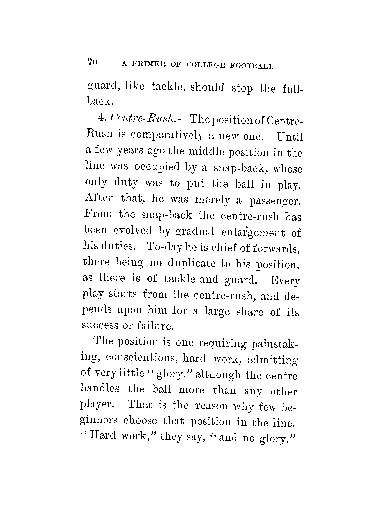 70 A PRIMER OF COLLEGE FOOTBALL
guard, like tackle, should stop the full-
back.
4. Centre-Rush.- The position of Centre-
Rush is comparatively a new one. Until
a few years ago the middle position in the
line was occupied by a snap-back, whose
only duty was to put the ball in play.
After that, he was merely a passenger.
From the snap-back the centre-rush has
been evolved by gradual enlargement of
his duties. To-day he is chief of forwards,
there being no duplicate to his position,
as there is of tackle and guard. Every
play starts from the centre-rush, and de-
pends upon him for a large share of its
success or failure.
The position is one requiring painstak-
ing, conscientious, hard work, admitting
of very little "glory," although the centre
handles the ball more than any other
player. That is the reason why few be-
ginners choose that position in the line.
"Hard work," they say, "and no glory."